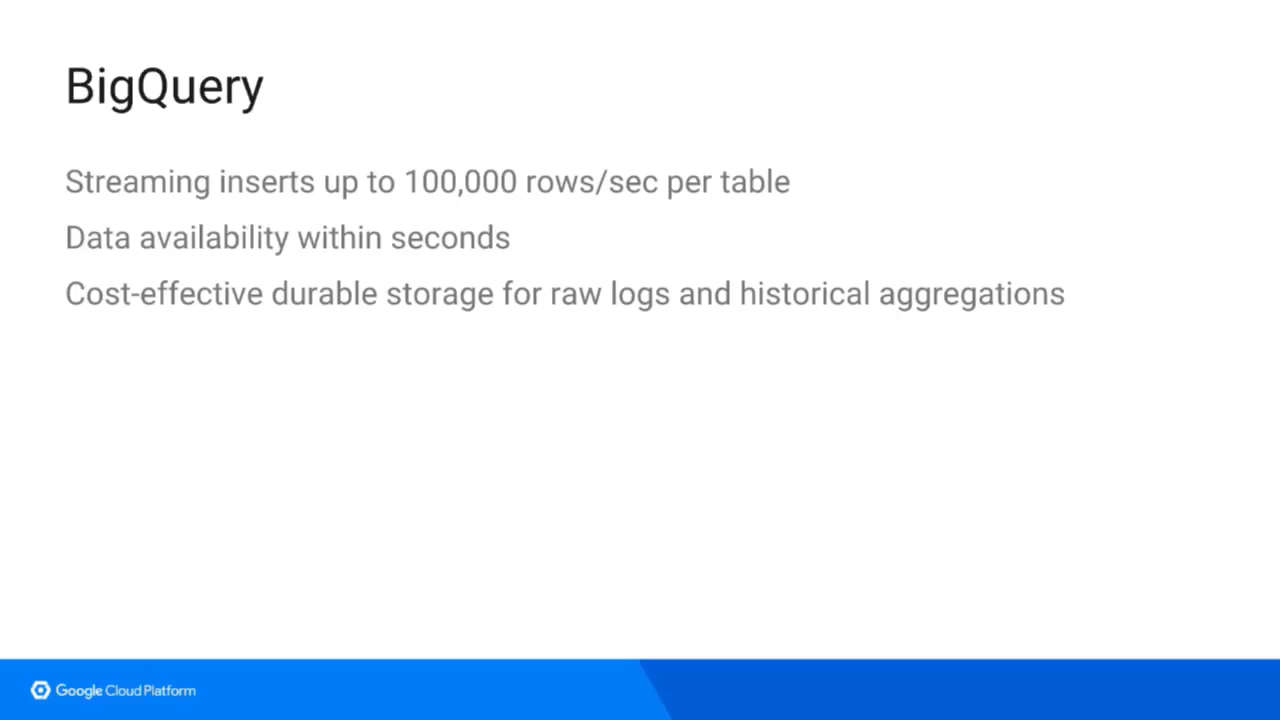 BigQuery
Streaming inserts up to 100,000 rows/sec per table
Data availability within seconds
Cost-effective durable storage for raw logs and historical aggregations
Google Cloud Platform